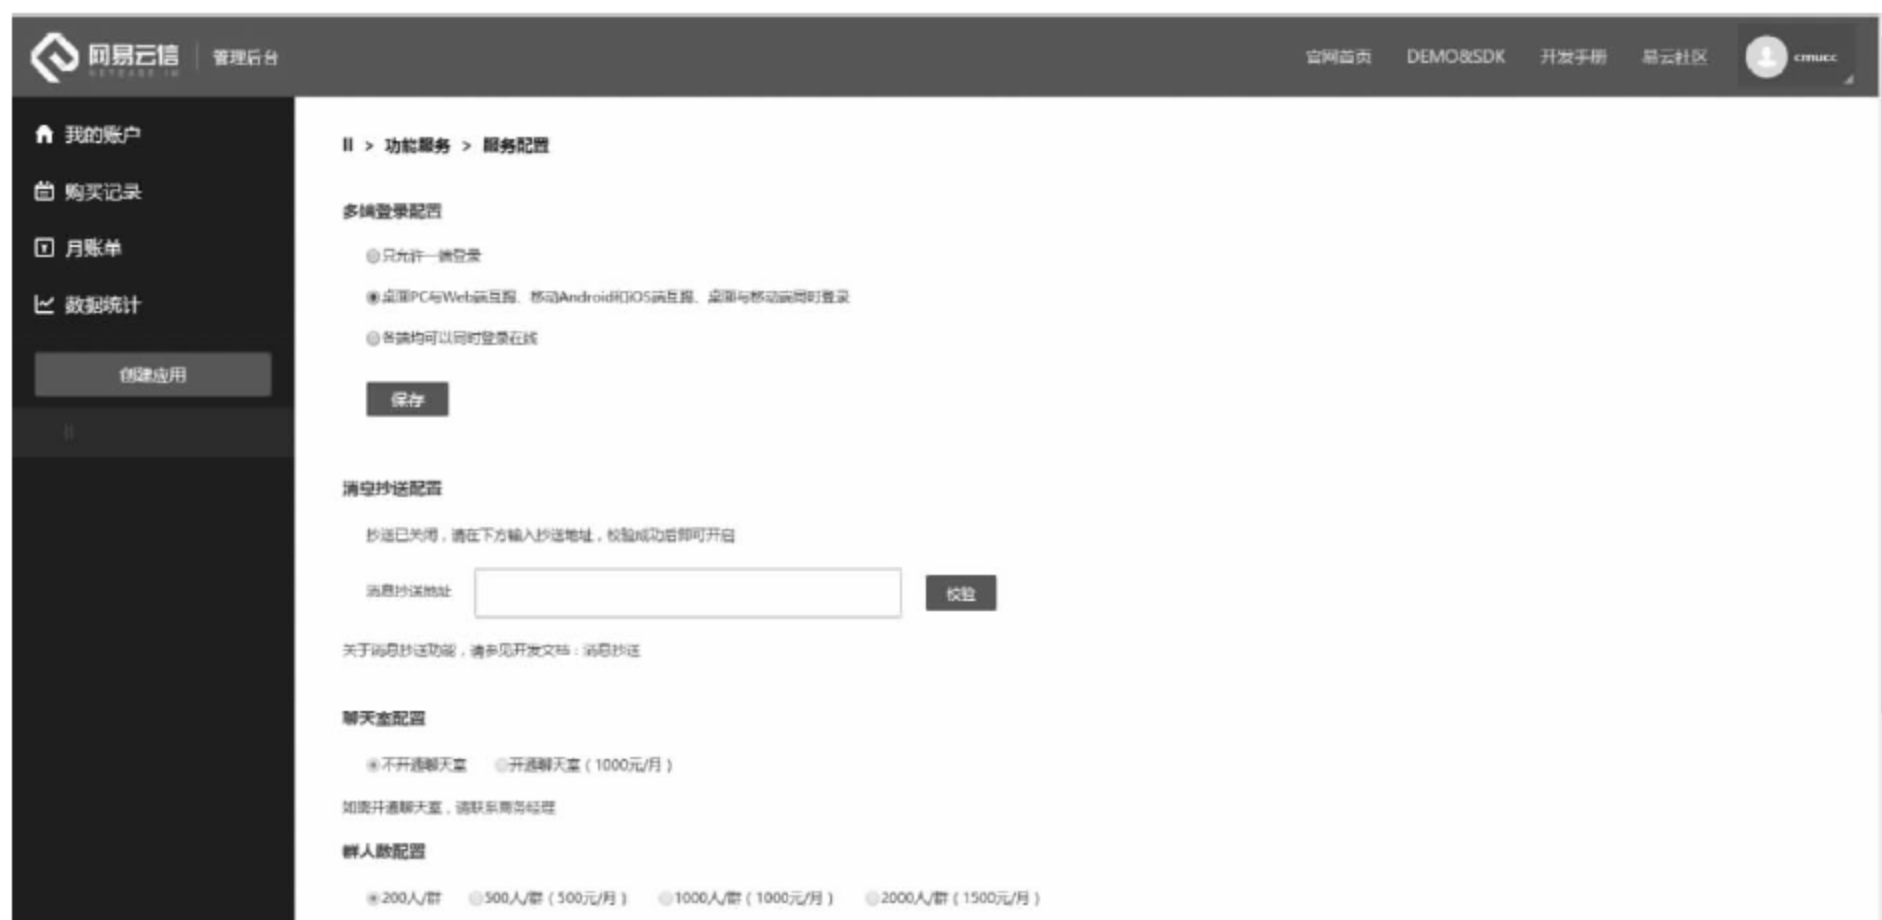 网易云信 管理后台 官网首页 DEMO&SDK 开发手册 易云社区 cmucc
NETEASE IM
我的账户
购买记录
月账单
数据统计
创建应用
||
|| > 功能服务 > 服务配置
多端登录配置
只允许一端登录
桌面PC与Web端互踢、移动Android和iOS端互踢、桌面与移动端同时登录
各端均可以同时登录在线
保存
消息抄送配置
抄送已关闭，请在下方输入抄送地址，校验成功后即可开启
消息抄送地址 校验
关于消息抄送功能，请参见开发文档：消息抄送
聊天室配置
不开通聊天室 开通聊天室（1000元/月）
如需开通聊天室，请联系商务经理
群人数配置
200人/群 500人/群（500元/月） 1000人/群（1000元/月） 2000人/群（1500元/月）